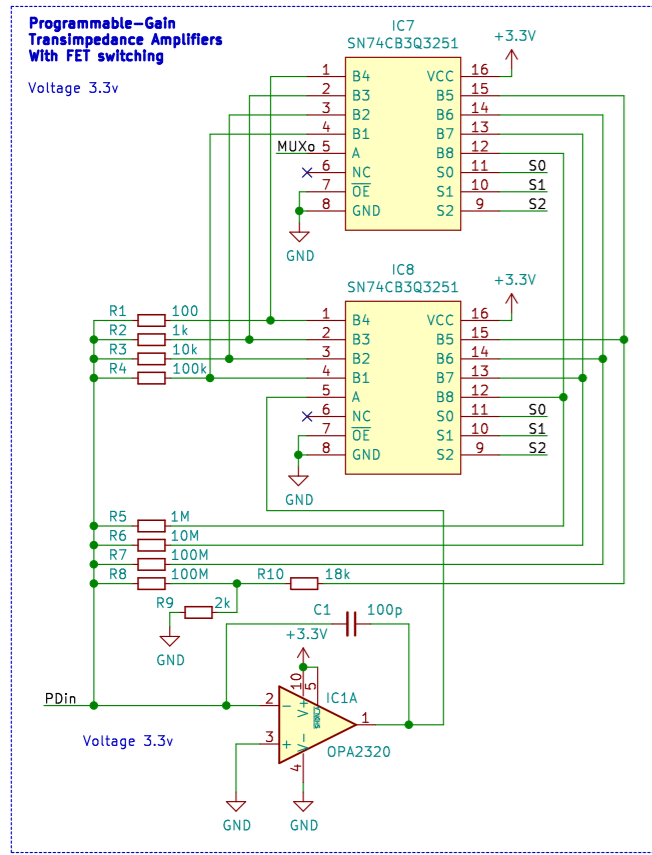 Programmable-Gain
Transimpedance Amplifiers
With FET switching
Voltage 3.3v
IC7
SN74CB3Q3251
+3.3V
1 B4 VCC 16
2 B3 B5 15
3 B2 B6 14
4 B1 B7 13
MUXo 5 A B8 12
6 NC S0 11 S0
7 OE S1 10 S1
8 GND S2 9 S2
GND
IC8
SN74CB3Q3251
+3.3V
R1 100 1 B4 VCC 16
R2 1k 2 B3 B5 15
R3 10k 3 B2 B6 14
R4 100k 4 B1 B7 13
5 A B8 12
6 NC S0 11 S0
7 OE S1 10 S1
8 GND S2 9 S2
GND
R5 1M
R6 10M
R7 100M
R8 100M R10 18k
R9 2k
GND
C1 100p
+3.3V
10 5
PDin 2 - V+ IC1A
1
3 + V- OPA2320
4
Voltage 3.3v
GND GND